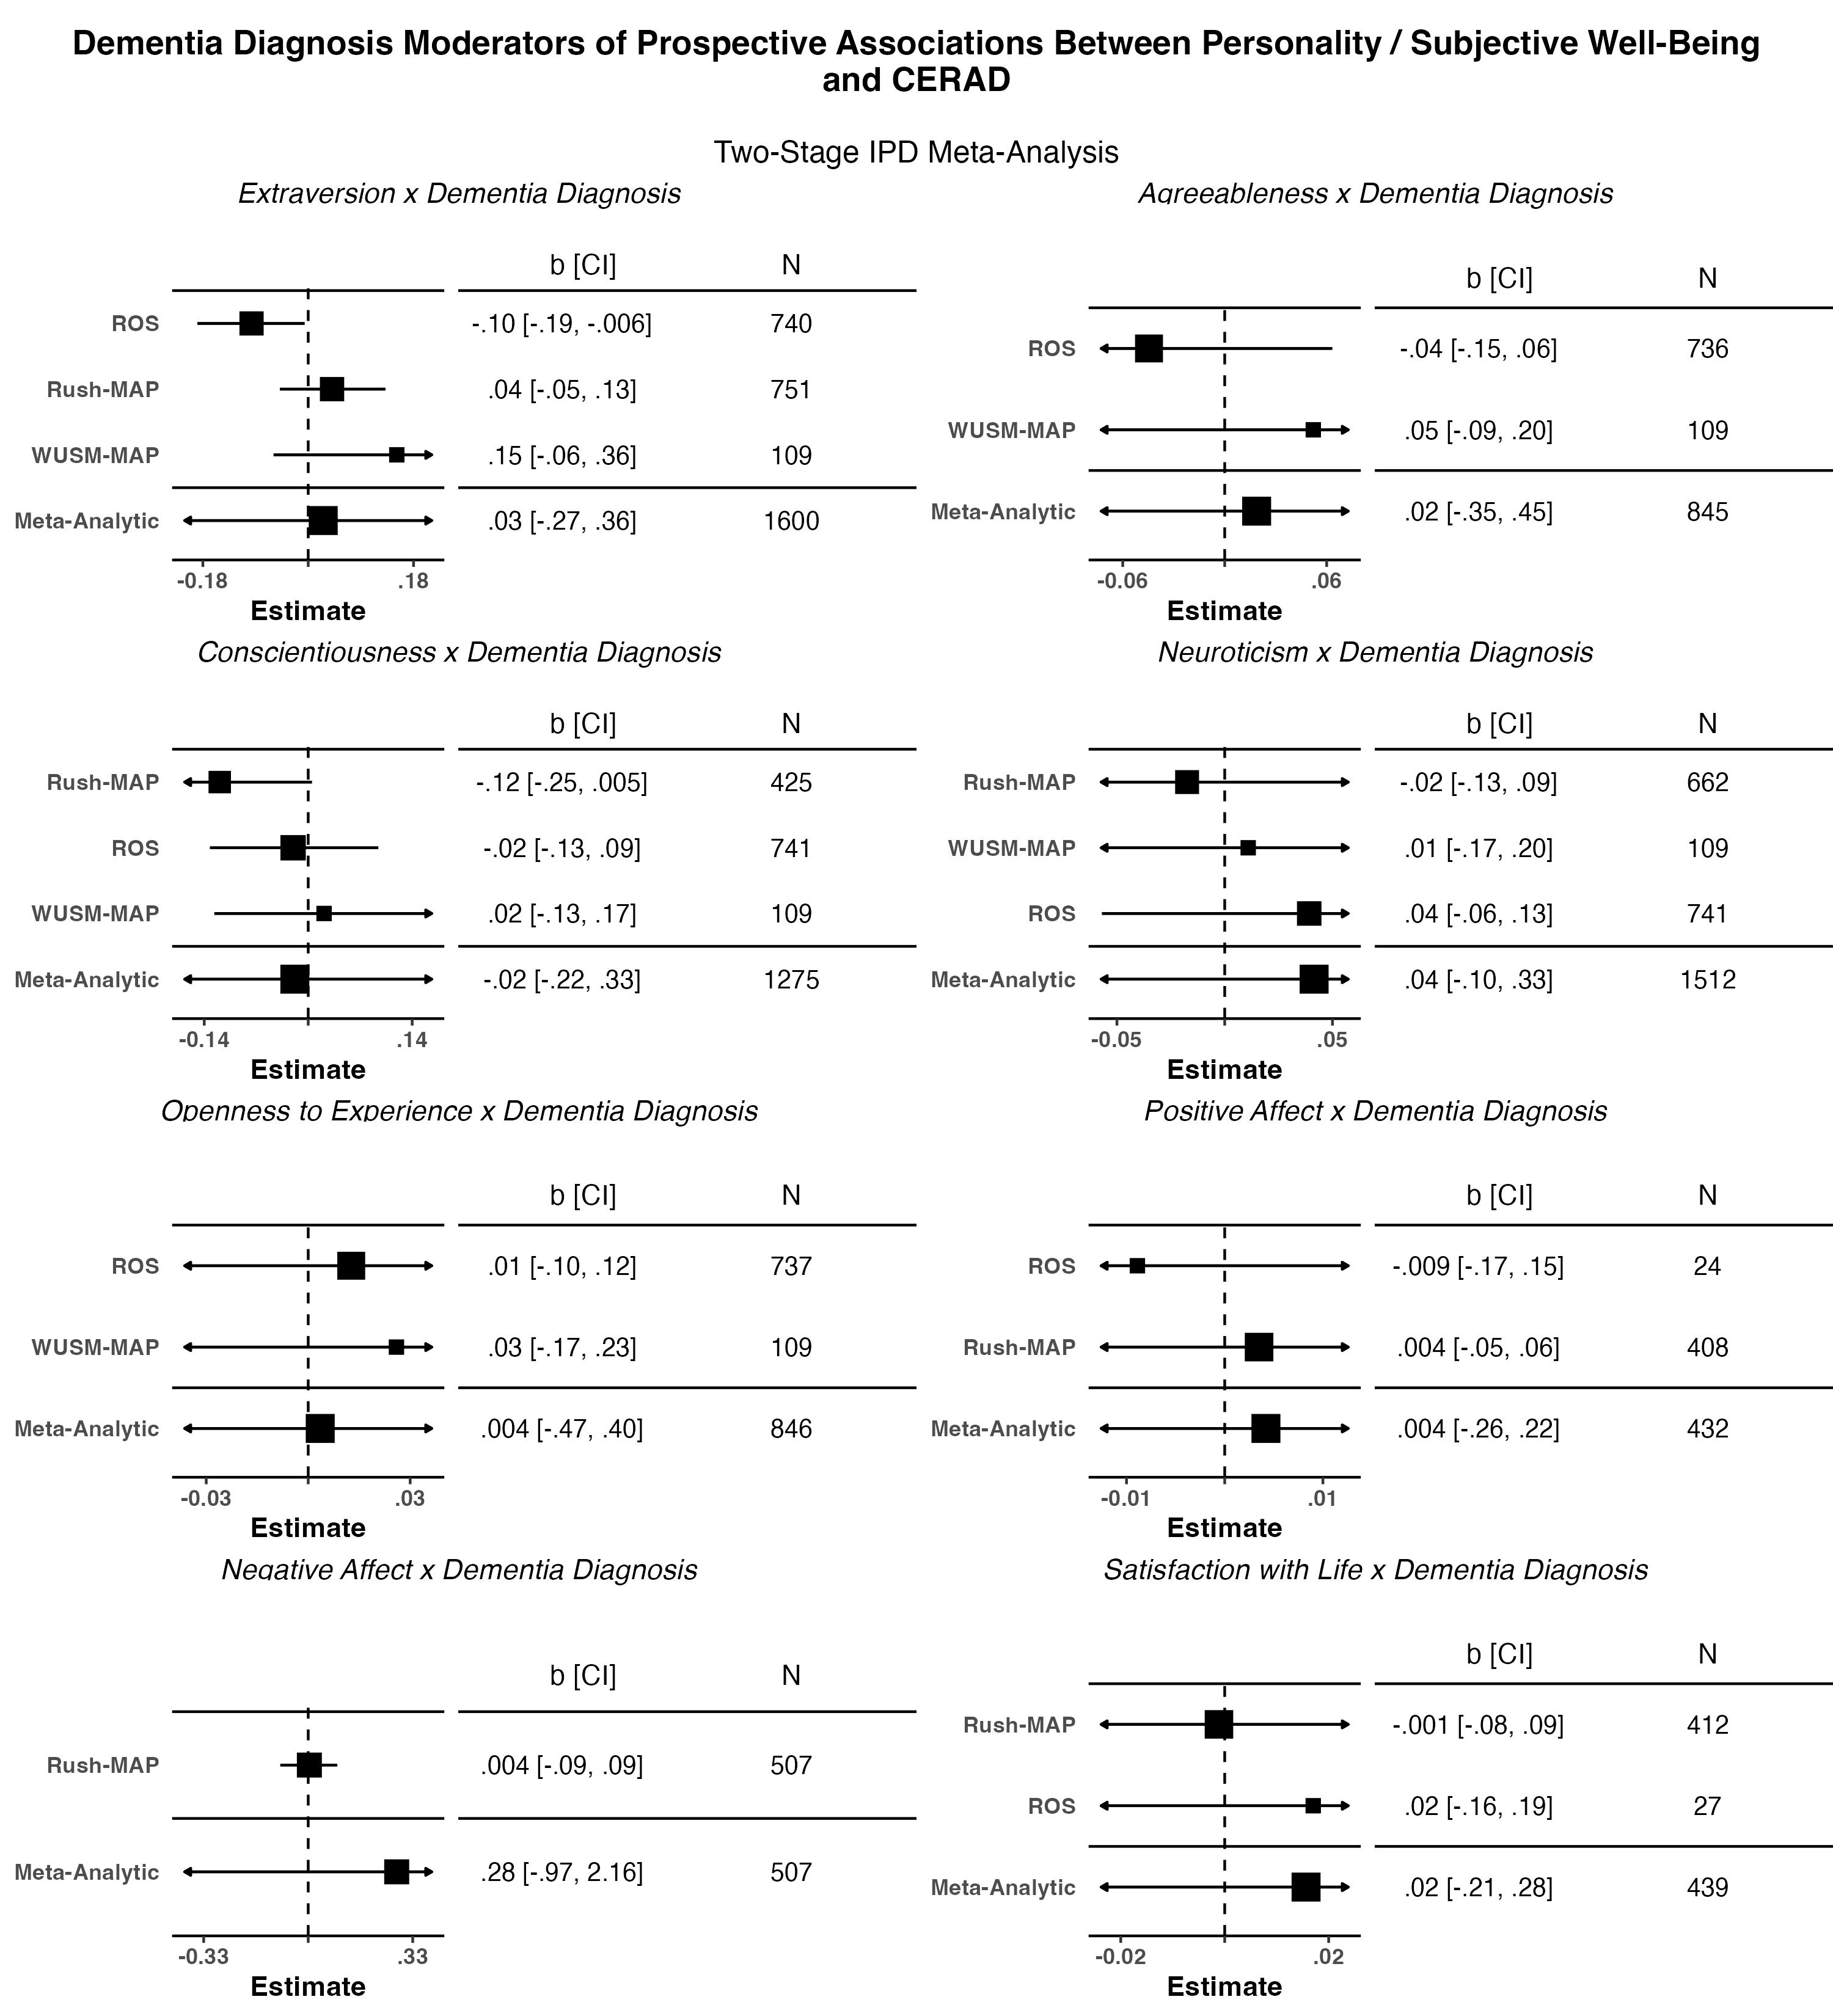 Dementia Diagnosis Moderators of Prospective Associations Between Personality / Subjective Well-Being
and CERAD
Two-Stage IPD Meta-Analysis
Extraversion x Dementia Diagnosis
b [CI] N
ROS -.10 [-.19, -.006] 740
Rush-MAP .04 [-.05, .13] 751
WUSM-MAP .15 [-.06, .36] 109
Meta-Analytic .03 [-.27, .36] 1600
-0.18 .18
Estimate
Agreeableness x Dementia Diagnosis
b [CI] N
ROS -.04 [-.15, .06] 736
WUSM-MAP .05 [-.09, .20] 109
Meta-Analytic .02 [-.35, .45] 845
-0.06 .06
Estimate
Conscientiousness x Dementia Diagnosis
b [CI] N
Rush-MAP -.12 [-.25, .005] 425
ROS -.02 [-.13, .09] 741
WUSM-MAP .02 [-.13, .17] 109
Meta-Analytic -.02 [-.22, .33] 1275
-0.14 .14
Estimate
Neuroticism x Dementia Diagnosis
b [CI] N
Rush-MAP -.02 [-.13, .09] 662
WUSM-MAP .01 [-.17, .20] 109
ROS .04 [-.06, .13] 741
Meta-Analytic .04 [-.10, .33] 1512
-0.05 .05
Estimate
Openness to Experience x Dementia Diagnosis
b [CI] N
ROS .01 [-.10, .12] 737
WUSM-MAP .03 [-.17, .23] 109
Meta-Analytic .004 [-.47, .40] 846
-0.03 .03
Estimate
Positive Affect x Dementia Diagnosis
b [CI] N
ROS -.009 [-.17, .15] 24
Rush-MAP .004 [-.05, .06] 408
Meta-Analytic .004 [-.26, .22] 432
-0.01 .01
Estimate
Negative Affect x Dementia Diagnosis
b [CI] N
Rush-MAP .004 [-.09, .09] 507
Meta-Analytic .28 [-.97, 2.16] 507
-0.33 .33
Estimate
Satisfaction with Life x Dementia Diagnosis
b [CI] N
Rush-MAP -.001 [-.08, .09] 412
ROS .02 [-.16, .19] 27
Meta-Analytic .02 [-.21, .28] 439
-0.02 .02
Estimate